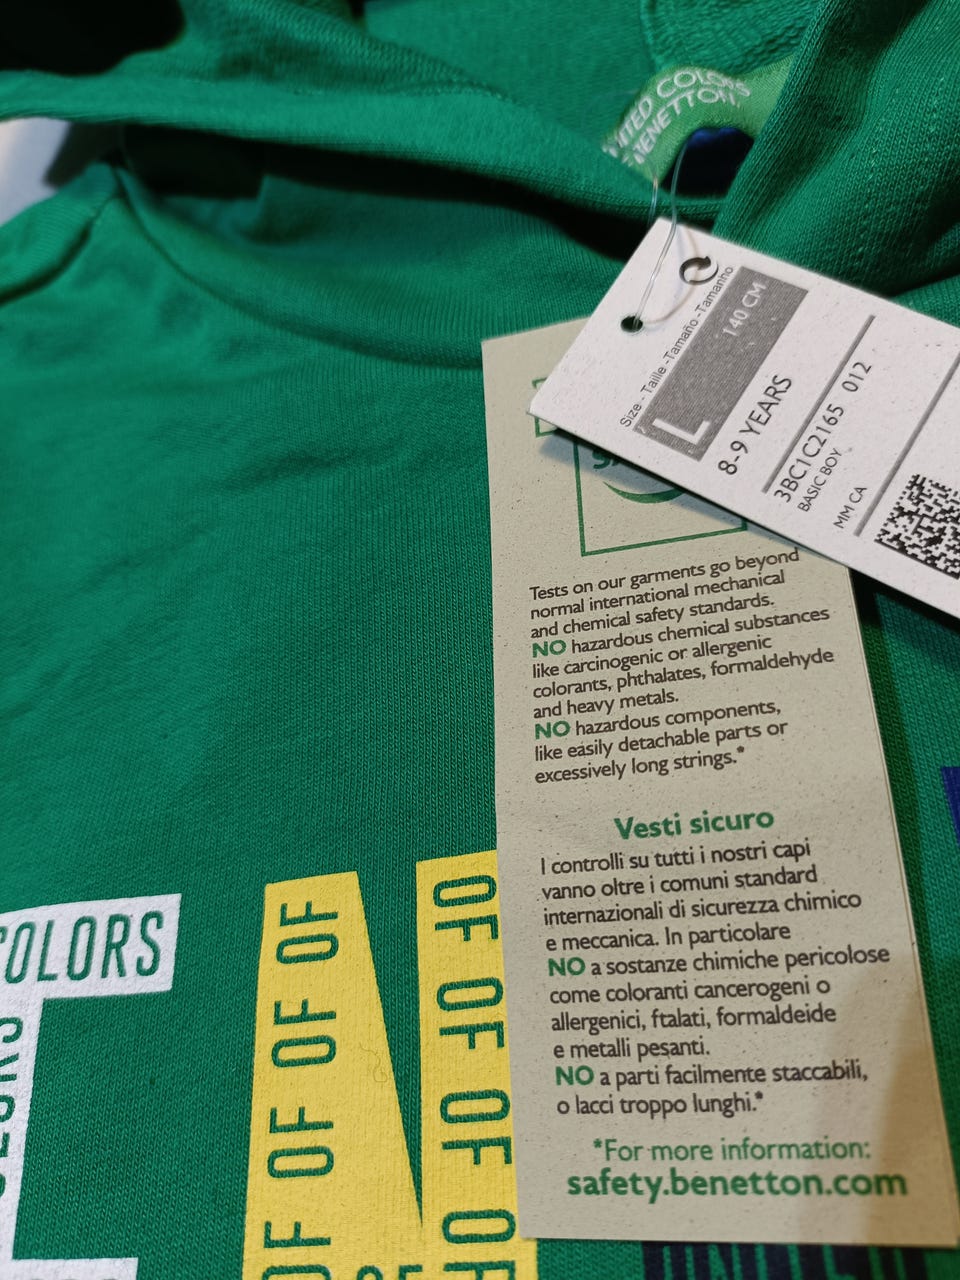 UNITED COLORS
BENETTON.
Size - Taille - Tamaño - Tamanho
L 140 CM
8-9 YEARS
3BC1C2165 012
BASIC BOY
MM CA
Tests on our garments go beyond
normal international mechanical
and chemical safety standards.
NO hazardous chemical substances
like carcinogenic or allergenic
colorants, phthalates, formaldehyde
and heavy metals.
NO hazardous components,
like easily detachable parts or
excessively long strings.*
Vesti sicuro
I controlli su tutti i nostri capi
vanno oltre i comuni standard
internazionali di sicurezza chimico
e meccanica. In particolare
NO a sostanze chimiche pericolose
come coloranti cancerogeni o
allergenici, ftalati, formaldeide
e metalli pesanti.
NO a parti facilmente staccabili,
o lacci troppo lunghi.*
*For more information:
safety.benetton.com
COLORS
OF OF OF OF
OF OF OF OF